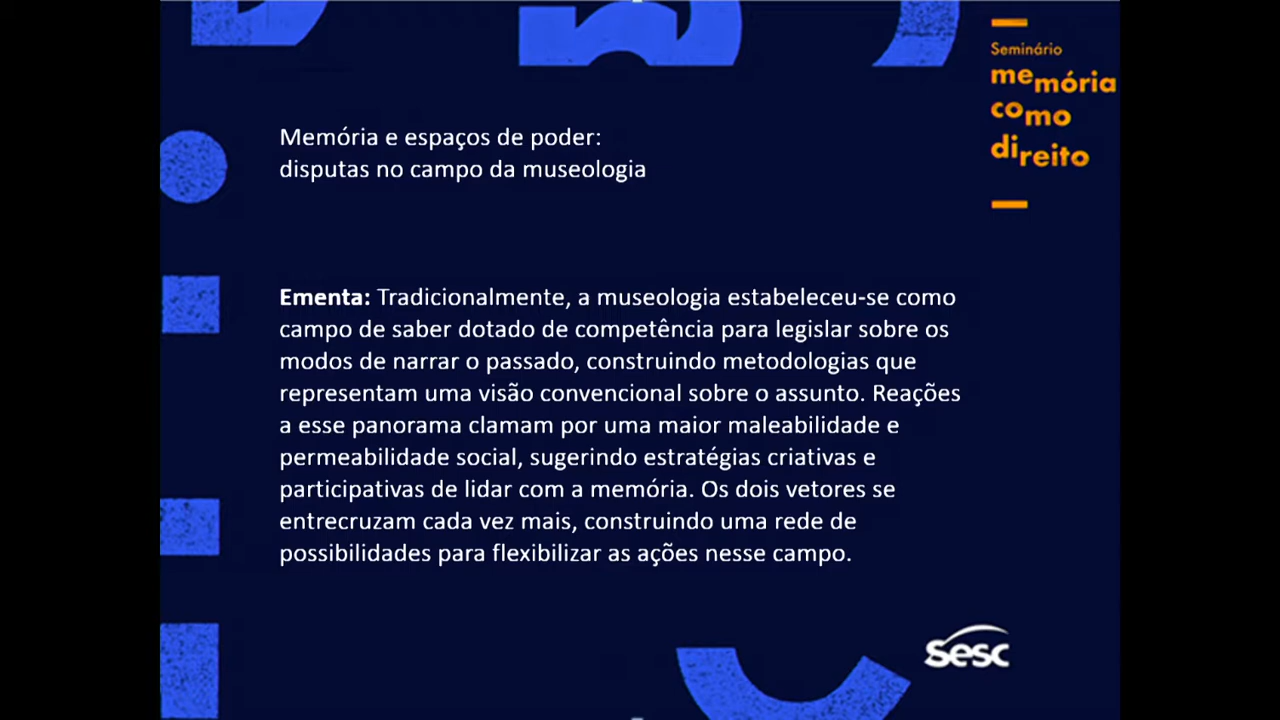 Seminário
memória
como
direito
Memória e espaços de poder:
disputas no campo da museologia
Ementa: Tradicionalmente, a museologia estabeleceu-se como
campo de saber dotado de competência para legislar sobre os
modos de narrar o passado, construindo metodologias que
representam uma visão convencional sobre o assunto. Reações
a esse panorama clamam por uma maior maleabilidade e
permeabilidade social, sugerindo estratégias criativas e
participativas de lidar com a memória. Os dois vetores se
entrecruzam cada vez mais, construindo uma rede de
possibilidades para flexibilizar as ações nesse campo.
Sesc